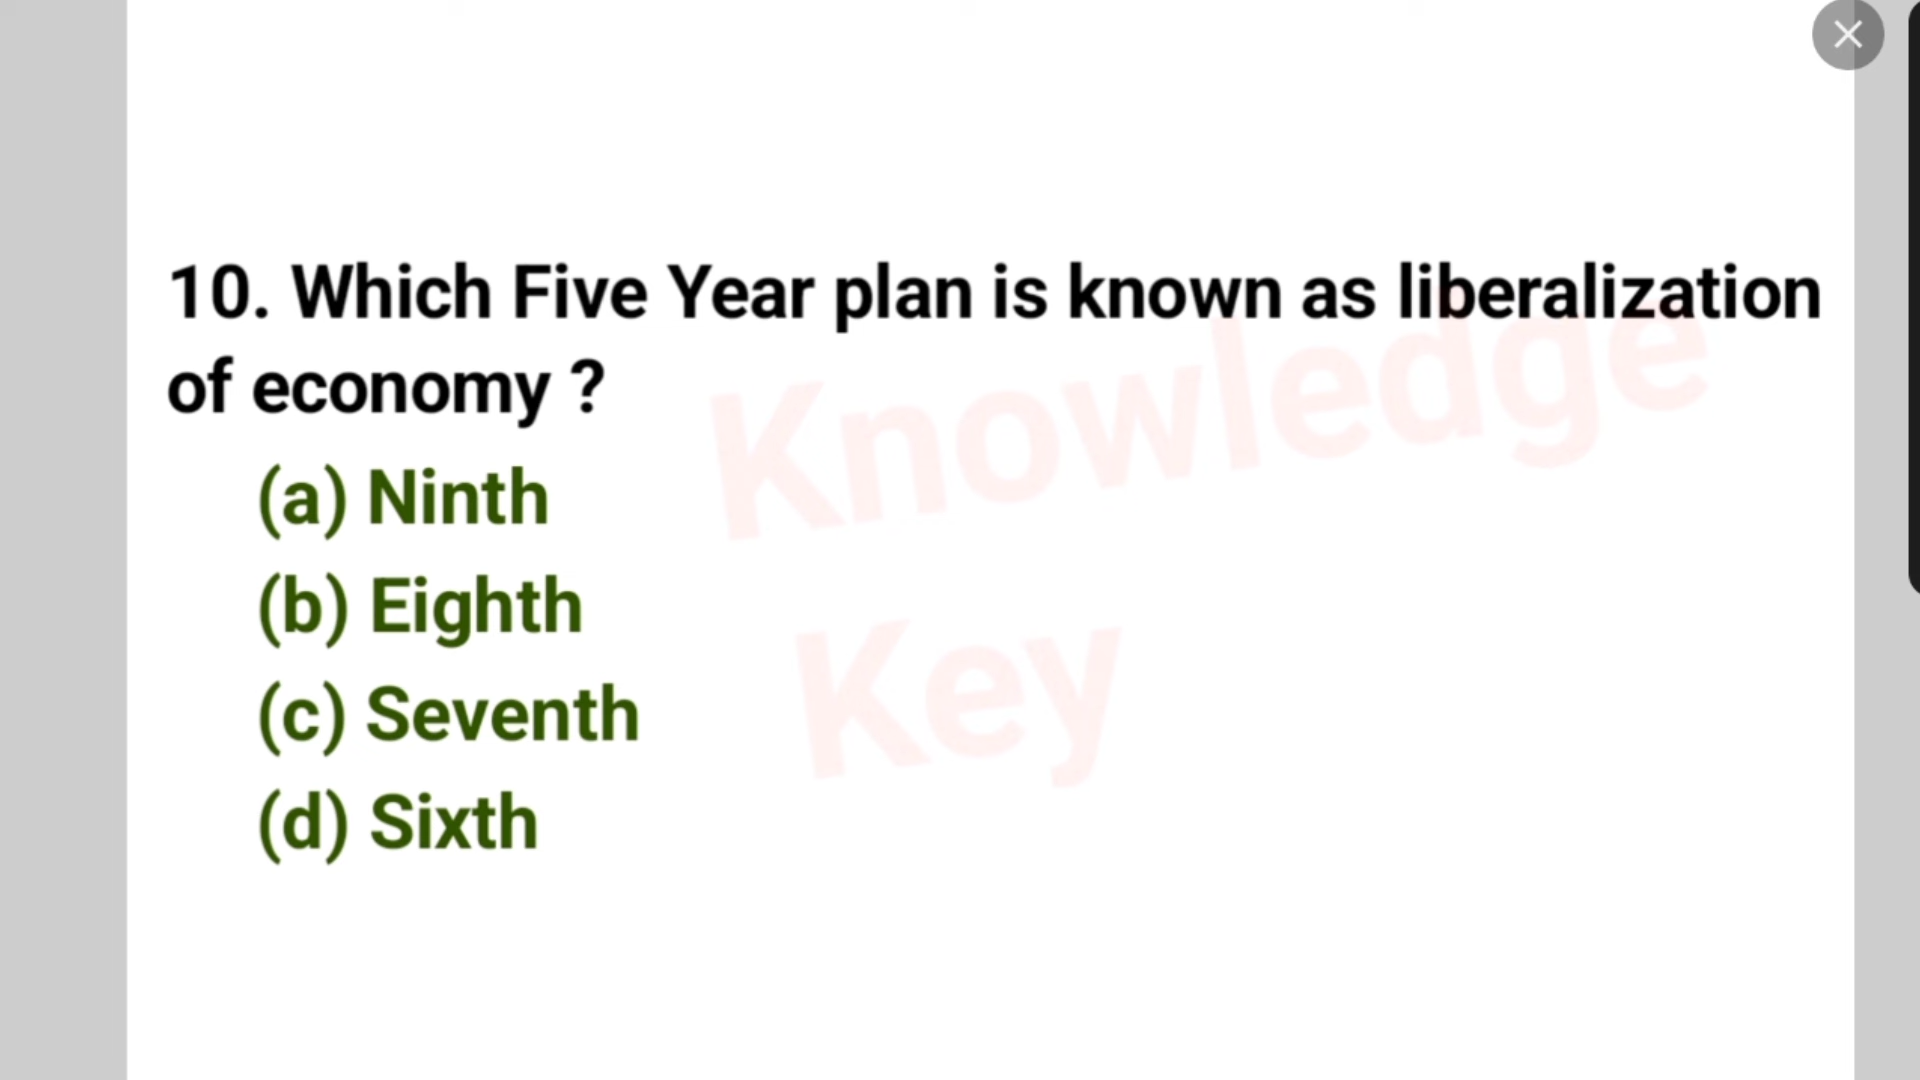 10. Which Five Year plan is known as liberalization
of economy ?
(a) Ninth
(b) Eighth
(c) Seventh
(d) Sixth
Knowledge
Key